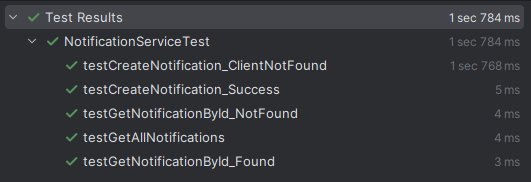 Test Results 1 sec 784 ms
NotificationServiceTest 1 sec 784 ms
testCreateNotification_ClientNotFound 1 sec 768 ms
testCreateNotification_Success 5 ms
testGetNotificationById_NotFound 4 ms
testGetAllNotifications 4 ms
testGetNotificationById_Found 3 ms